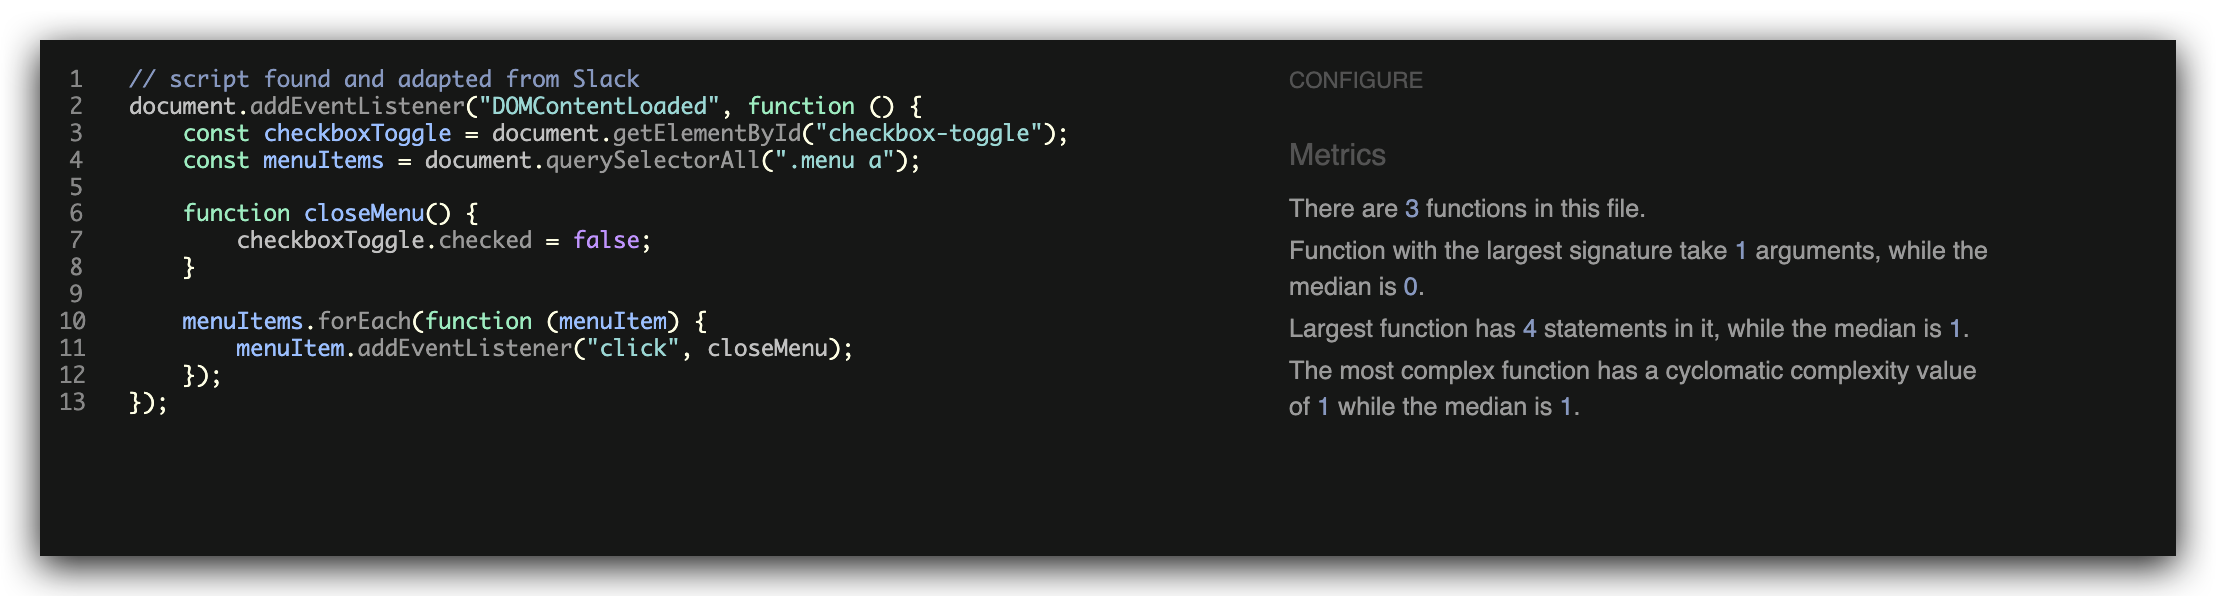 1 // script found and adapted from Slack
2 document.addEventListener("DOMContentLoaded", function () {
3     const checkboxToggle = document.getElementById("checkbox-toggle");
4     const menuItems = document.querySelectorAll(".menu a");
5
6     function closeMenu() {
7         checkboxToggle.checked = false;
8     }
9
10     menuItems.forEach(function (menuItem) {
11         menuItem.addEventListener("click", closeMenu);
12     });
13 });
CONFIGURE
Metrics
There are 3 functions in this file.
Function with the largest signature take 1 arguments, while the
median is 0.
Largest function has 4 statements in it, while the median is 1.
The most complex function has a cyclomatic complexity value
of 1 while the median is 1.